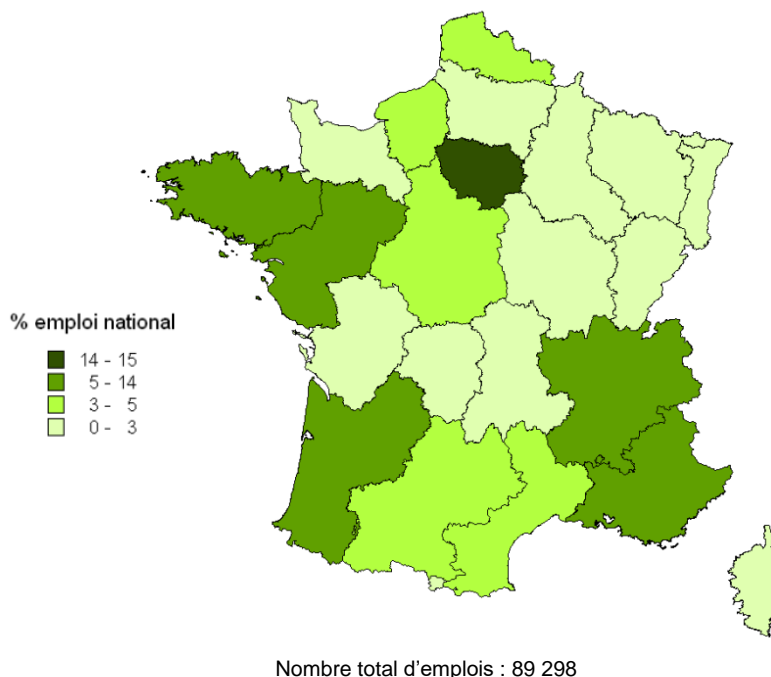 % emploi national
14 - 15
5 - 14
3 - 5
0 - 3
Nombre total d’emplois : 89 298